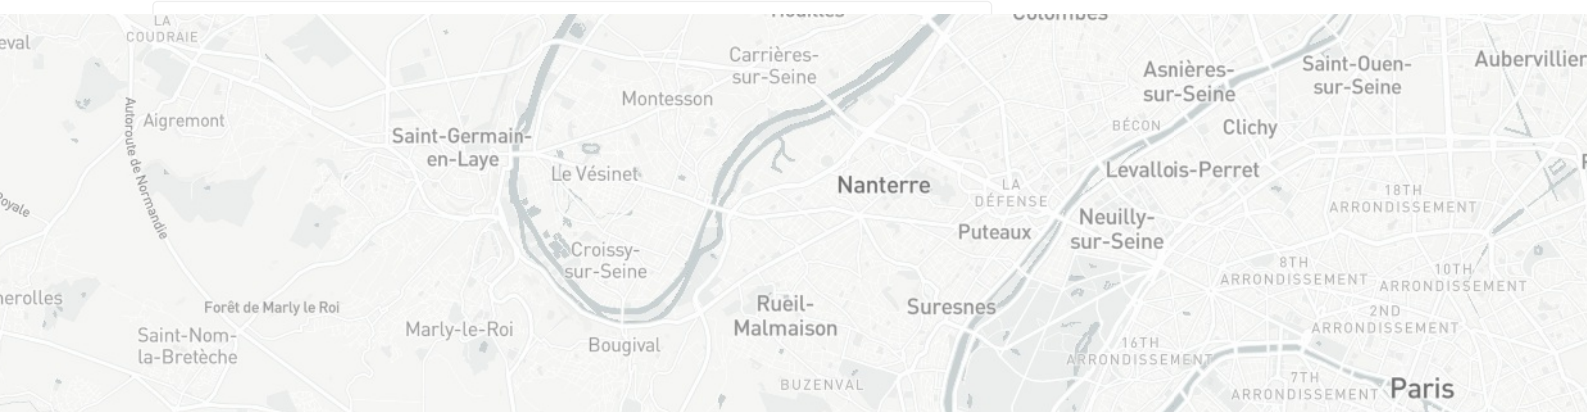 Colombes
LA
COUDRAIE
Carrières-
sur-Seine
Asnières-
sur-Seine
Saint-Ouen-
sur-Seine
Montesson
Aigremont
Autoroute de Normandie
Saint-Germain-
en-Laye
BÉCON
Clichy
Le Vésinet
Nanterre
LA
DÉFENSE
Levallois-Perret
18TH
ARRONDISSEMENT
Puteaux
Neuilly-
sur-Seine
Croissy-
sur-Seine
8TH
ARRONDISSEMENT
10TH
ARRONDISSEMENT
Forêt de Marly le Roi
Rueil-
Malmaison
Suresnes
2ND
ARRONDISSEMENT
Saint-Nom-
la-Bretèche
Marly-le-Roi
Bougival
16TH
ARRONDISSEMENT
BUZENVAL
7TH
ARRONDISSEMENT
Paris